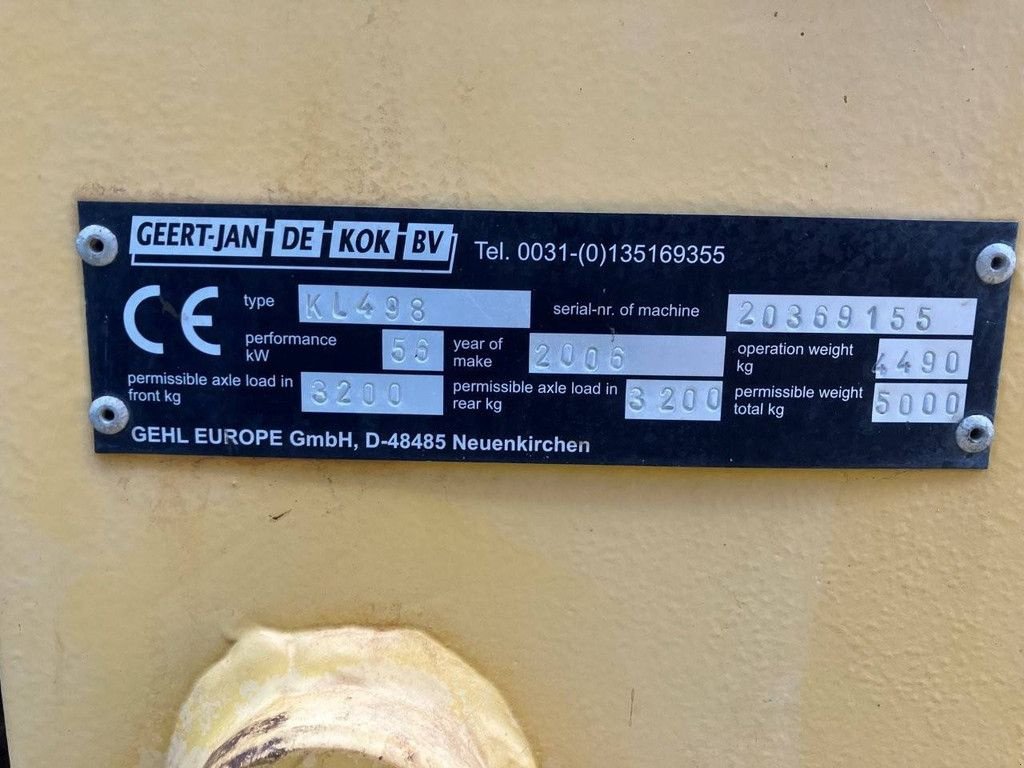 GEERT-JAN DE KOK BV Tel. 0031-(0)135169355
CE type KL498 serial-nr. of machine 20369155
performance kW 56 year of make 2006 operation weight kg 4490
permissible axle load in front kg 3200 permissible axle load in rear kg 3200 permissible weight total kg 5000
GEHL EUROPE GmbH, D-48485 Neuenkirchen